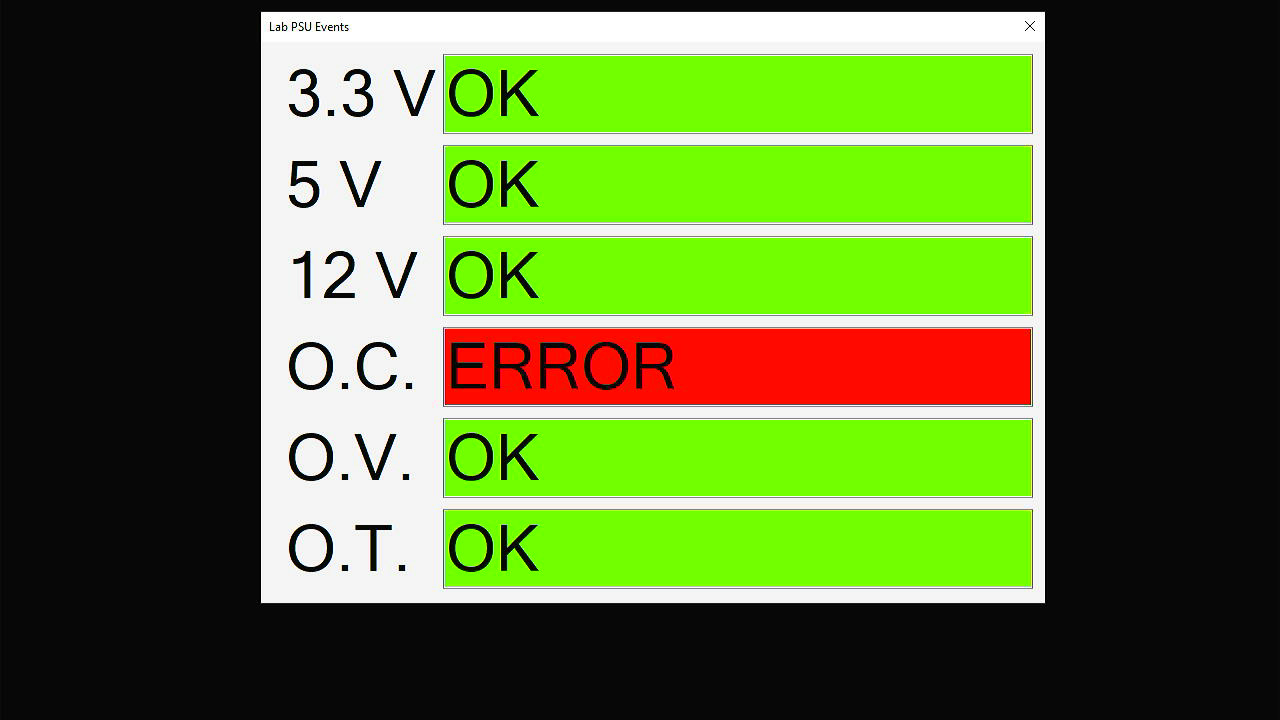 Lab PSU Events
3.3 V OK
5 V OK
12 V OK
O.C. ERROR
O.V. OK
O.T. OK